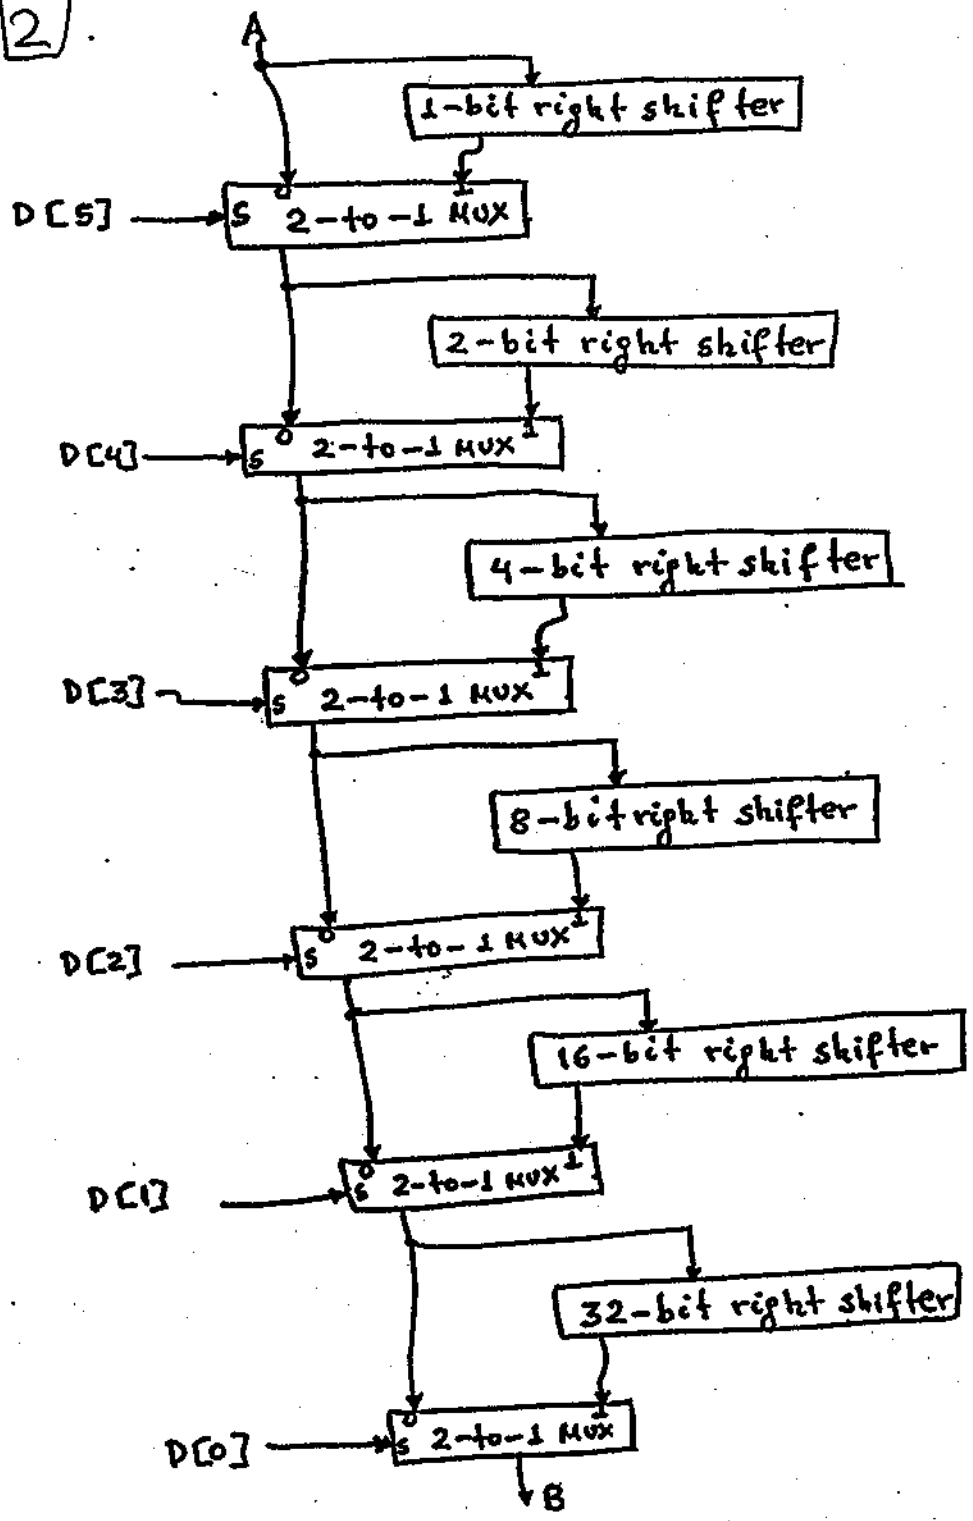 2
A
1-bit right shifter
0 1
D[5] S 2-to-1 MUX
2-bit right shifter
0 1
D[4] S 2-to-1 MUX
4-bit right shifter
0 1
D[3] S 2-to-1 MUX
8-bit right shifter
0 1
D[2] S 2-to-1 MUX
16-bit right shifter
0 1
D[1] S 2-to-1 MUX
32-bit right shifter
0 1
D[0] S 2-to-1 MUX
B